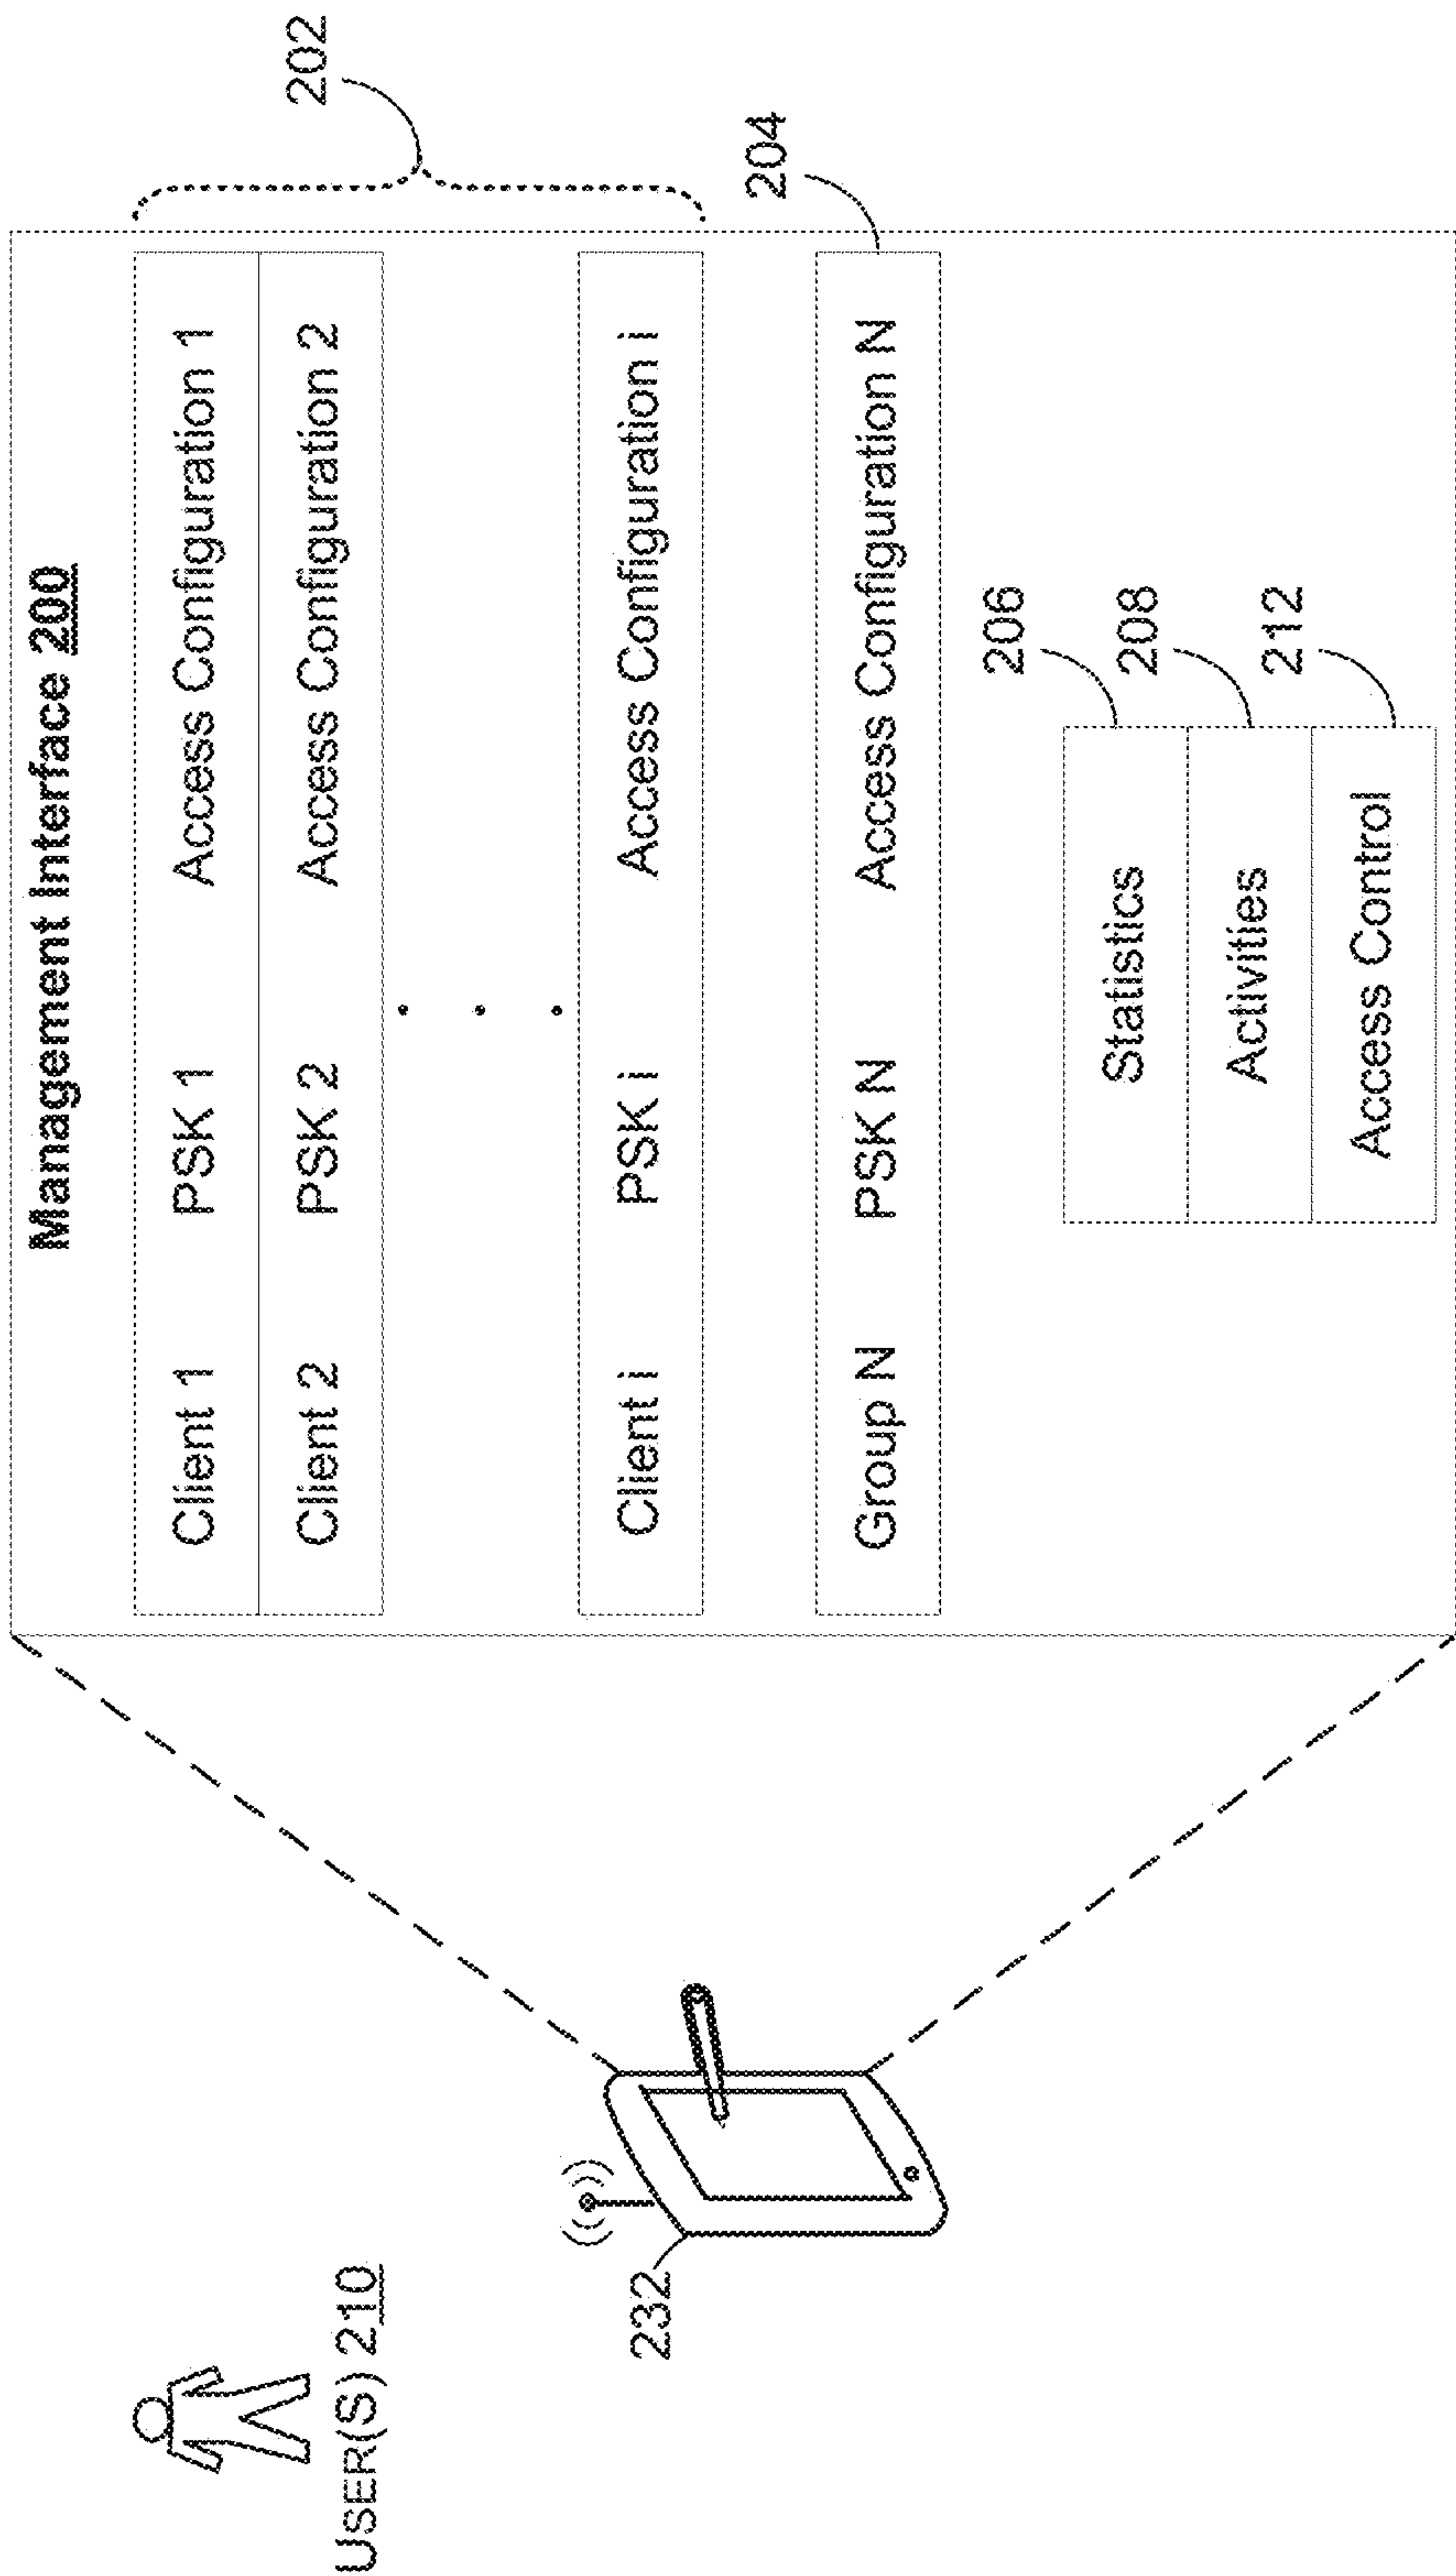 Management Interface 200
Client 1 PSK 1 Access Configuration 1
Client 2 PSK 2 Access Configuration 2
Client i PSK i Access Configuration i
Group N PSK N Access Configuration N
Statistics
Activities
Access Control
202
204
206
208
212
USER(S) 210
232